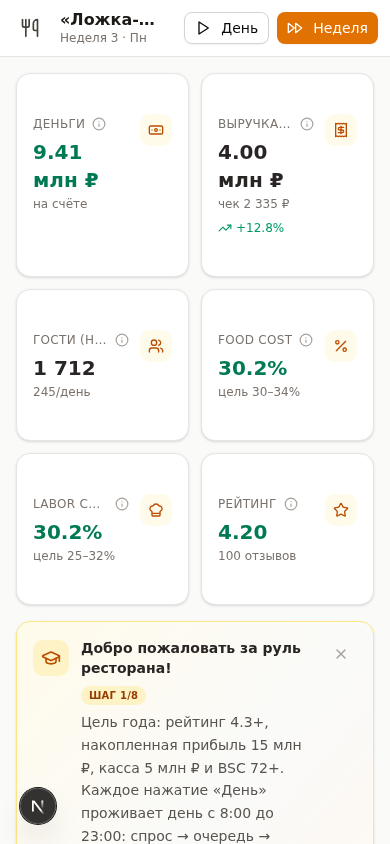 «Ложка-...
Неделя 3 · Пн
День
Неделя
ДЕНЬГИ
9.41
млн ₽
на счёте
ВЫРУЧКА...
4.00
млн ₽
чек 2 335 ₽
+12.8%
ГОСТИ (Н...
1 712
245/день
FOOD COST
30.2%
цель 30–34%
LABOR C...
30.2%
цель 25–32%
РЕЙТИНГ
4.20
100 отзывов
Добро пожаловать за руль
ресторана!
ШАГ 1/8
Цель года: рейтинг 4.3+,
накопленная прибыль 15 млн
₽, касса 5 млн ₽ и BSC 72+.
Каждое нажатие «День»
проживает день с 8:00 до
23:00: спрос → очередь →
N